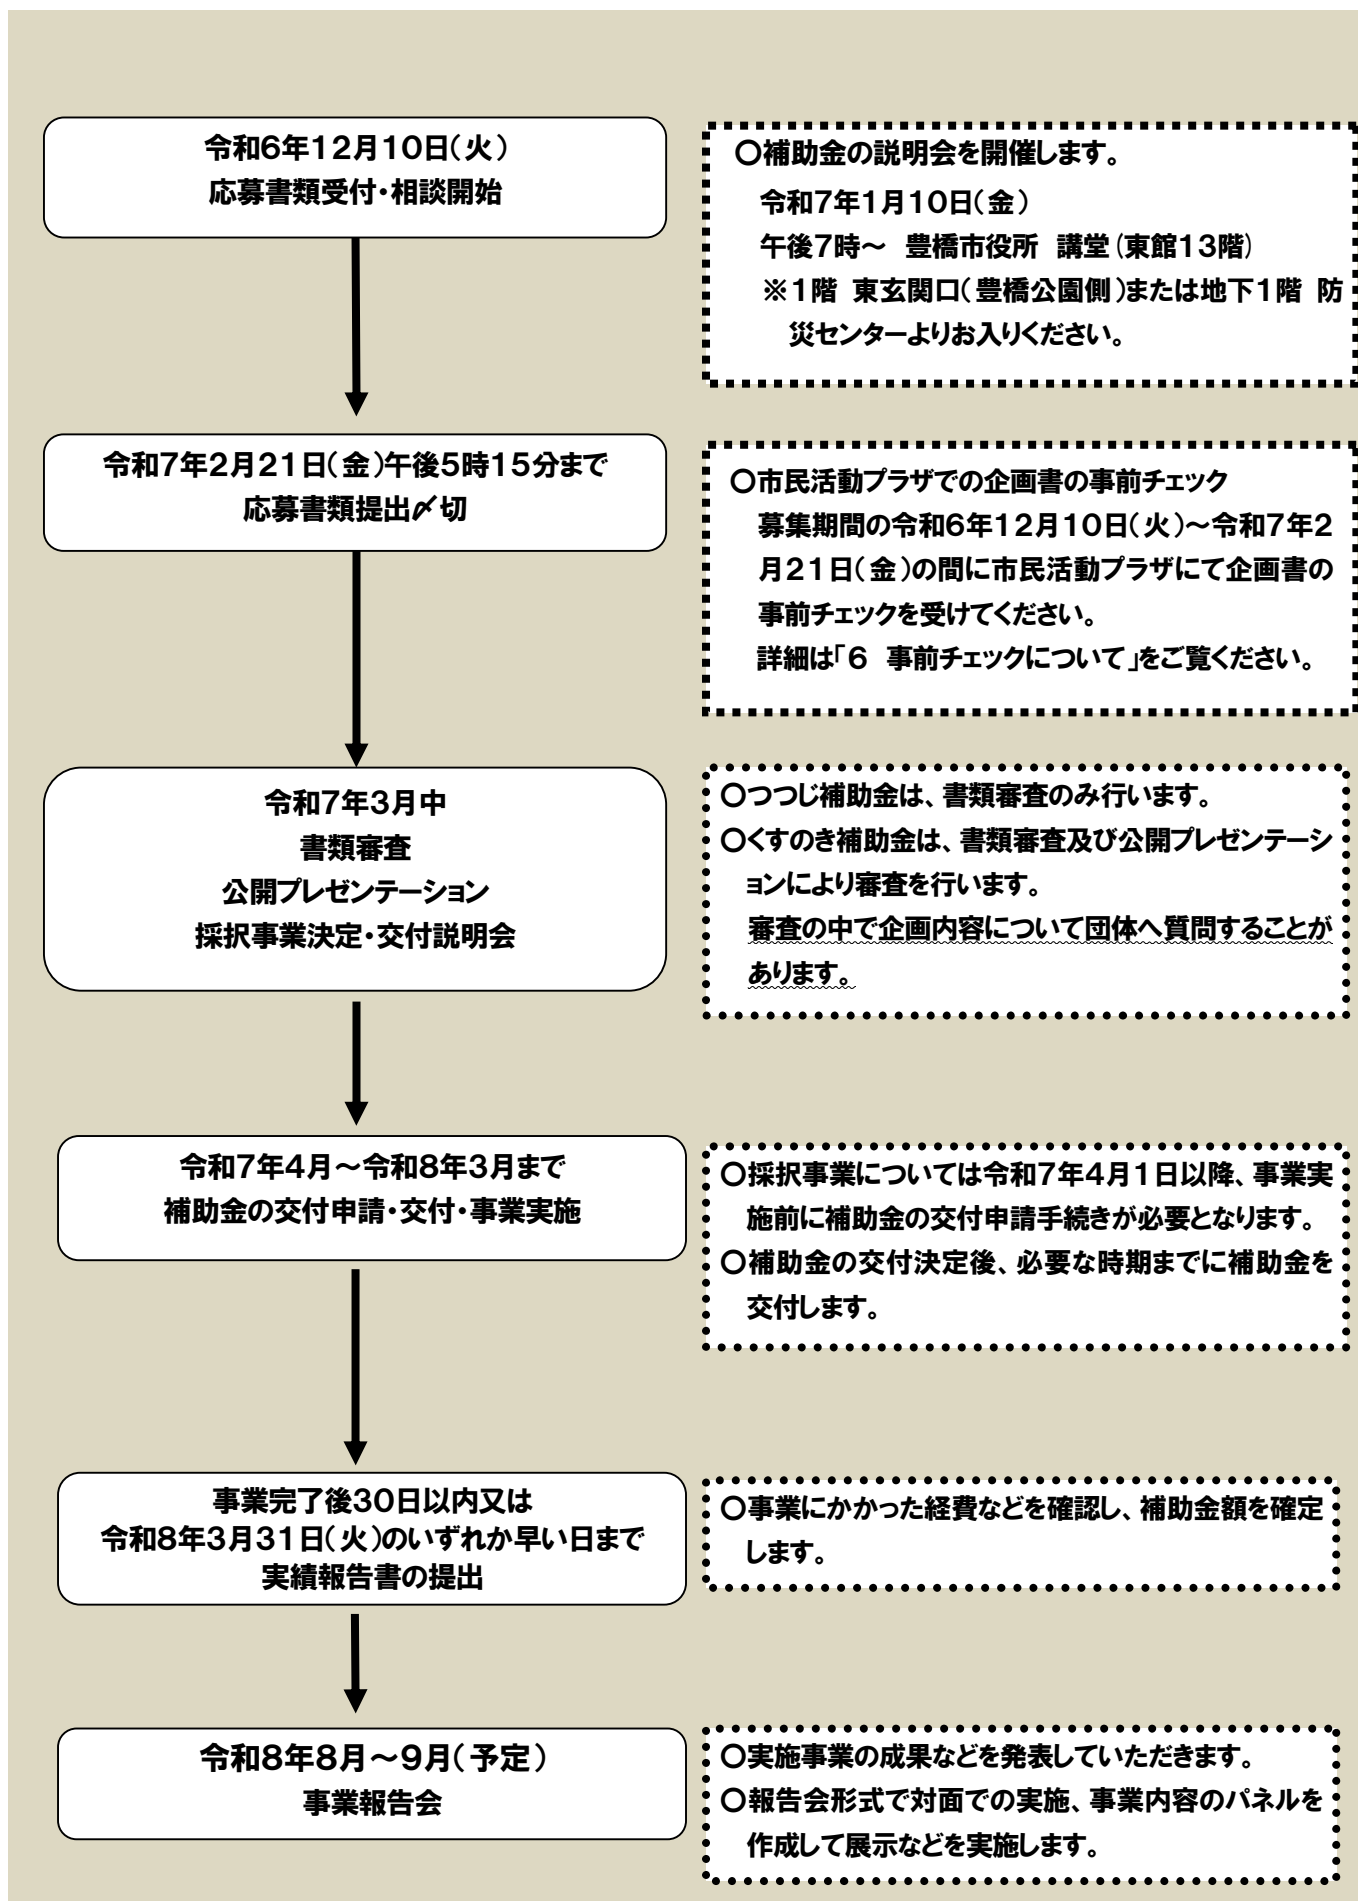 令和6年12月10日(火)
応募書類受付・相談開始
○補助金の説明会を開催します。
令和7年1月10日(金)
午後7時～ 豊橋市役所 講堂(東館13階)
※1階 東玄関口(豊橋公園側)または地下1階 防
災センターよりお入りください。
令和7年2月21日(金)午後5時15分まで
応募書類提出〆切
○市民活動プラザでの企画書の事前チェック
募集期間の令和6年12月10日(火)～令和7年2
月21日(金)の間に市民活動プラザにて企画書の
事前チェックを受けてください。
詳細は「6 事前チェックについて」をご覧ください。
令和7年3月中
書類審査
公開プレゼンテーション
採択事業決定・交付説明会
○つつじ補助金は、書類審査のみ行います。
○くすのき補助金は、書類審査及び公開プレゼンテーシ
ョンにより審査を行います。
審査の中で企画内容について団体へ質問することが
あります。
令和7年4月～令和8年3月まで
補助金の交付申請・交付・事業実施
○採択事業については令和7年4月1日以降、事業実
施前に補助金の交付申請手続きが必要となります。
○補助金の交付決定後、必要な時期までに補助金を
交付します。
事業完了後30日以内又は
令和8年3月31日(火)のいずれか早い日まで
実績報告書の提出
○事業にかかった経費などを確認し、補助金額を確定
します。
令和8年8月～9月(予定)
事業報告会
○実施事業の成果などを発表していただきます。
○報告会形式で対面での実施、事業内容のパネルを
作成して展示などを実施します。